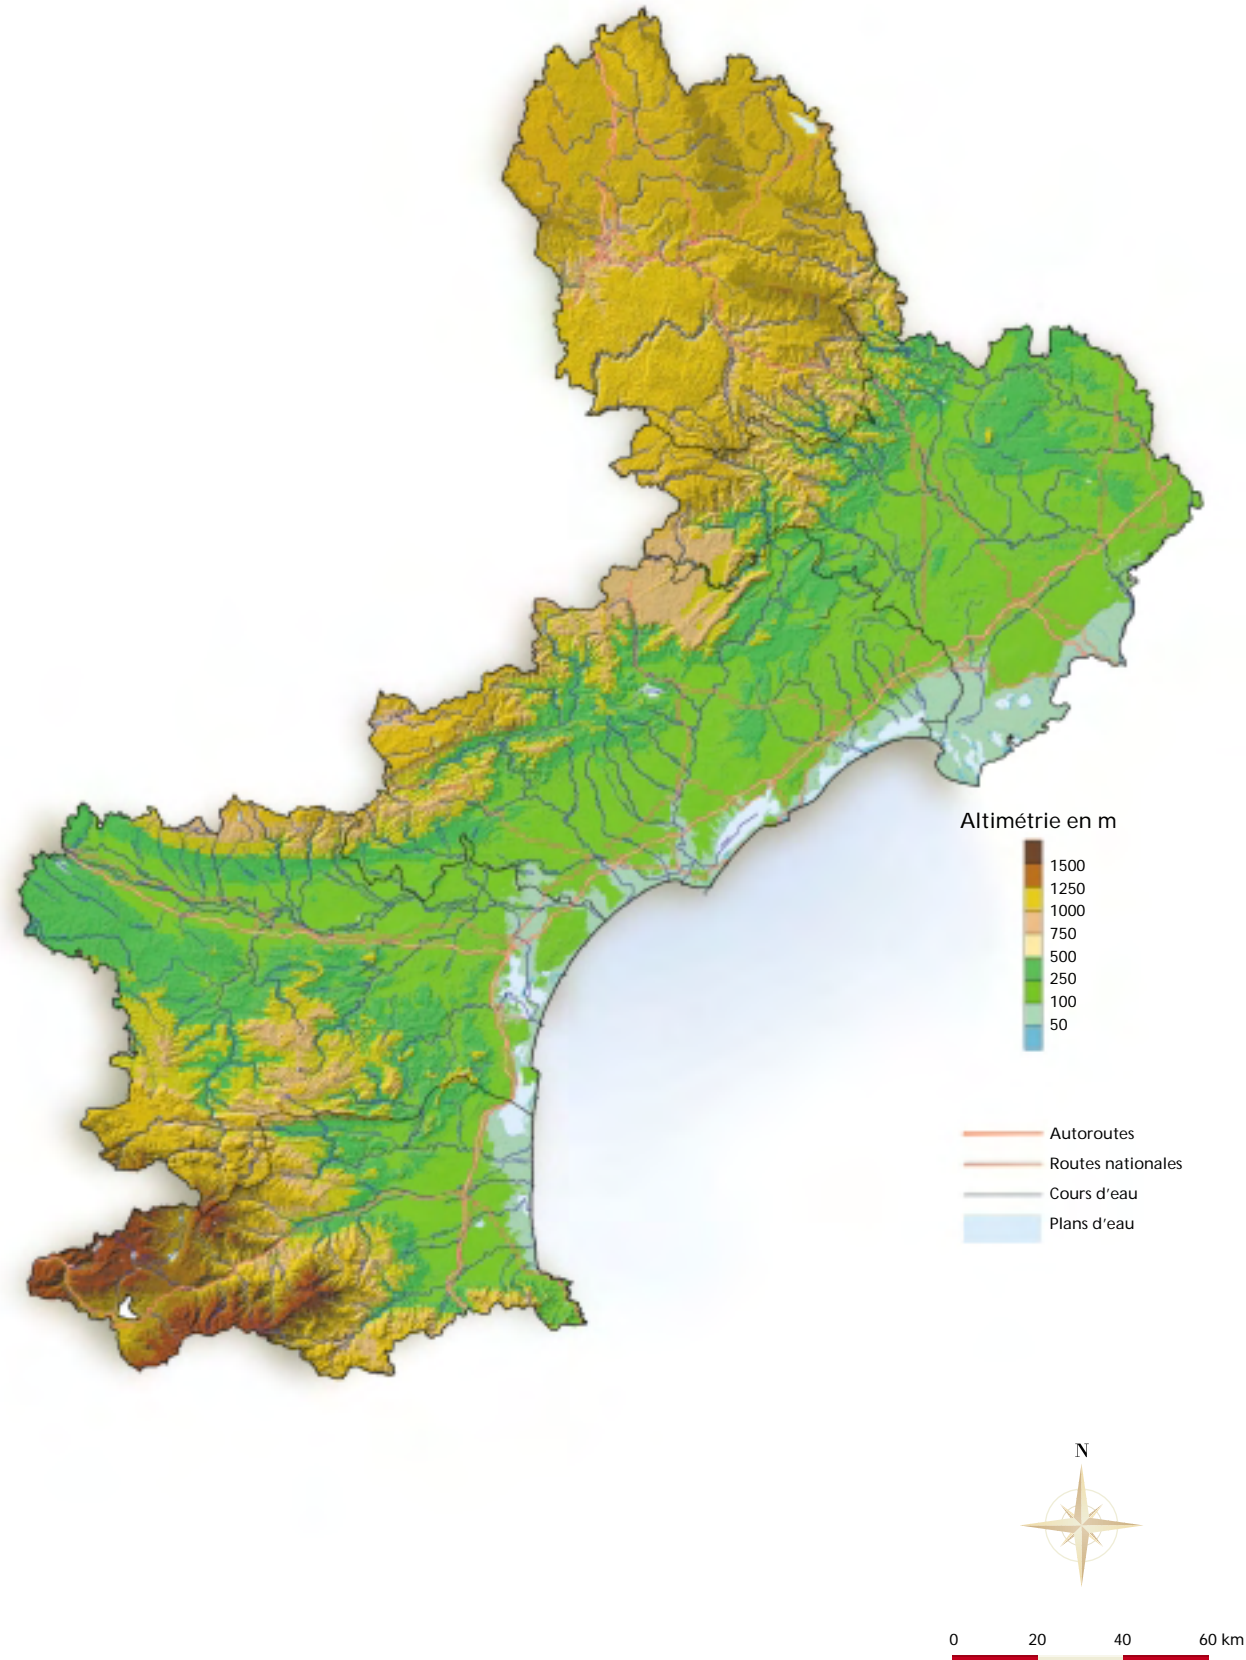 Altimétrie en m
1500
1250
1000
750
500
250
100
50
Autoroutes
Routes nationales
Cours d'eau
Plans d'eau
N
0 20 40 60 km